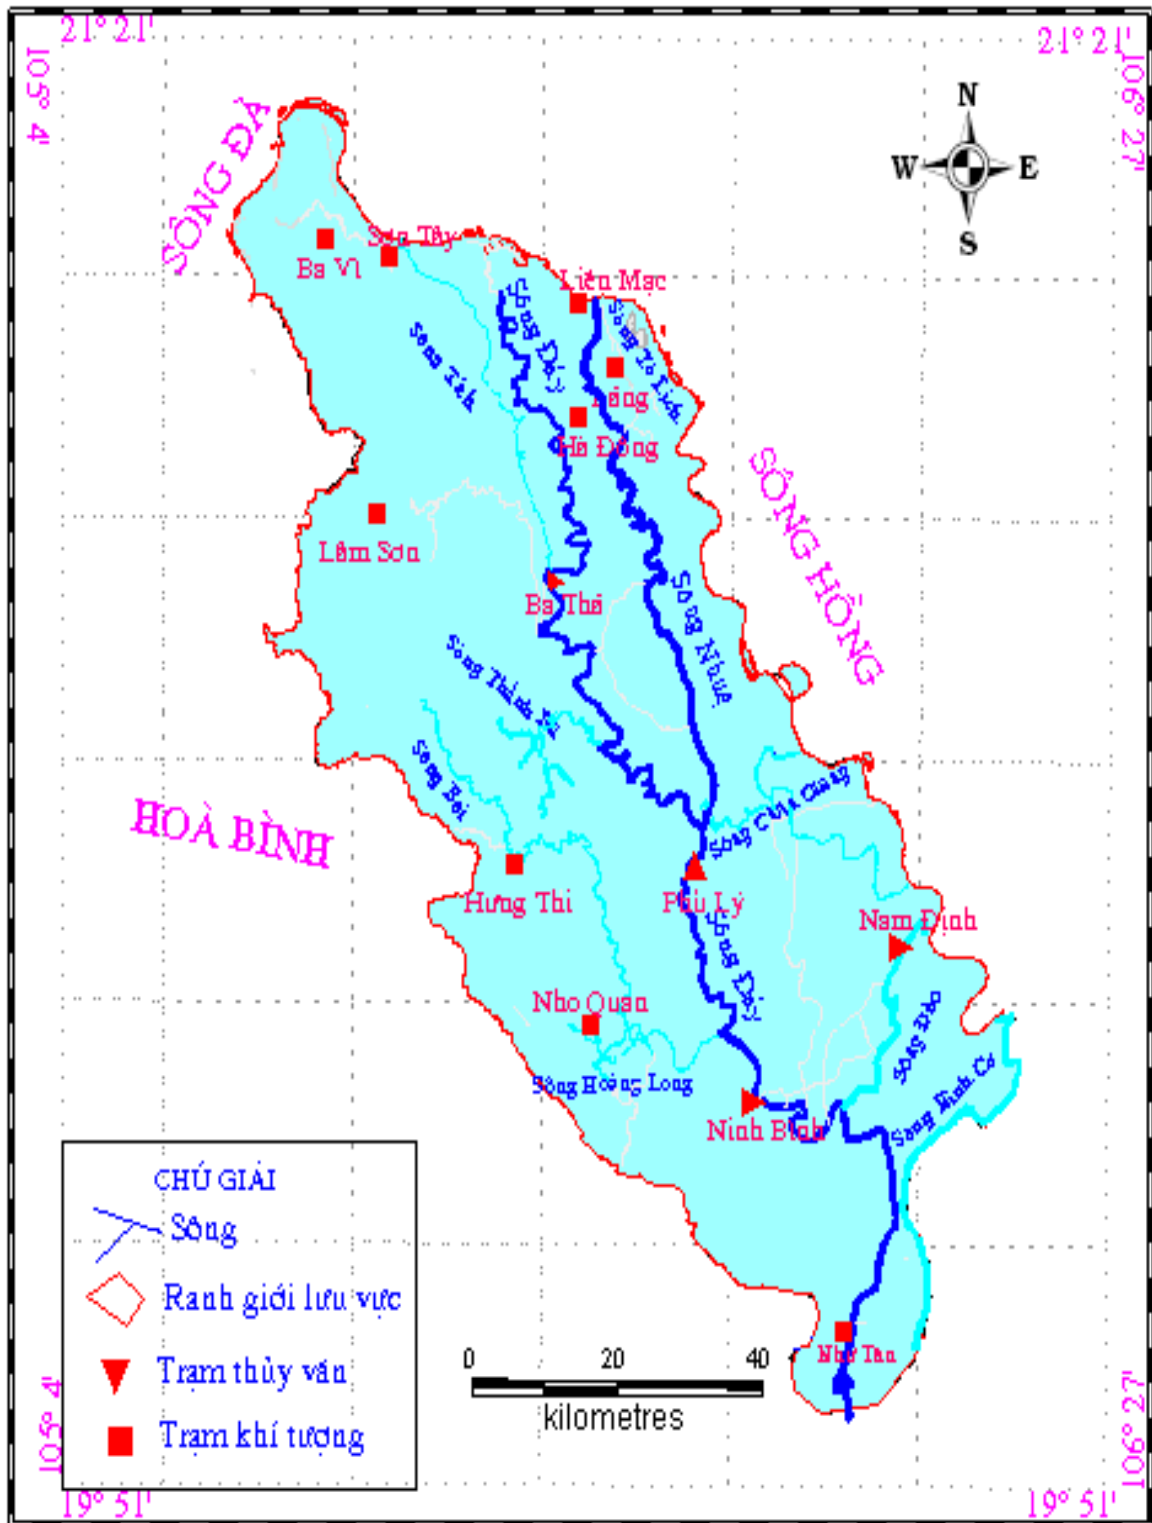 21° 21'
21° 21'
105° 4'
106° 27'
N
W E
S
SÔNG ĐÀ
Sơn Tây
Ba Vì
Liên Mạc
Sông Đáy
Sông Tô Lịch
Sông Tích
Láng
Hà Đông
SÔNG HỒNG
Lâm Sơn
Ba Thá
Sông Nhuệ
Sông Bôi
Sông Châu Giang
HOÀ BÌNH
Hưng Thi
Phủ Lý
Nam Định
Sông Đáy
Nho Quan
Sông Đào
Sông Hoàng Long
Sông Ninh Cơ
Ninh Bình
CHÚ GIẢI
Sông
Ranh giới lưu vực
Trạm thủy văn
Trạm khí tượng
Như Tân
0 20 40
kilometres
105° 4'
106° 27'
19° 51'
19° 51'